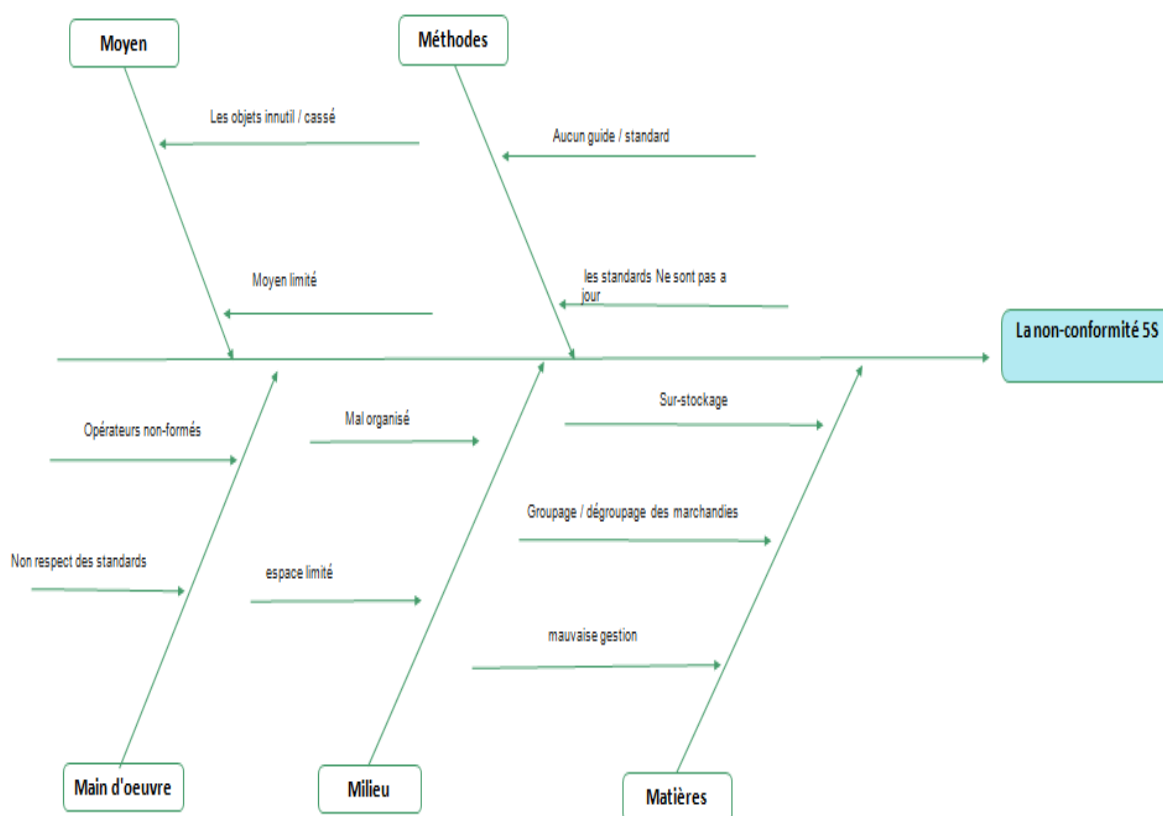 Moyen
Méthodes
Les objets innutil / cassé
Aucun guide / standard
Moyen limité
les standards Ne sont pas a
jour
La non-conformité 5S
Sur-stockage
Mal organisé
Opérateurs non-formés
Groupage / dégroupage des marchandies
Non respect des standards
espace limité
mauvaise gestion
Main d'oeuvre
Milieu
Matières